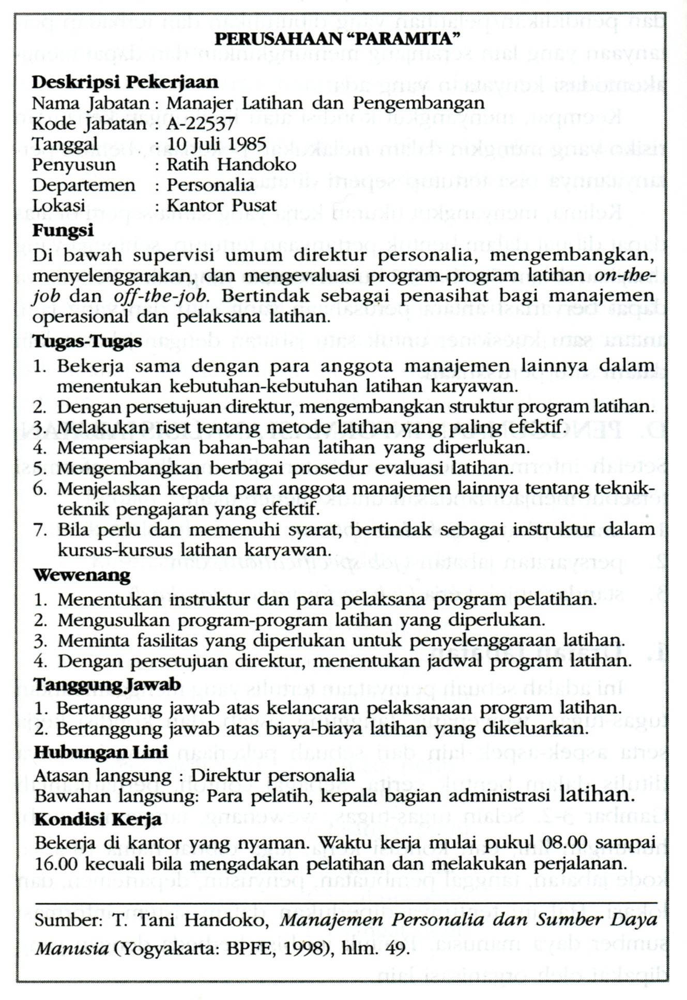 PERUSAHAAN “PARAMITA”
Deskripsi Pekerjaan
Nama Jabatan : Manajer Latihan dan Pengembangan
Kode Jabatan : A-22537
Tanggal : 10 Juli 1985
Penyusun : Ratih Handoko
Departemen : Personalia
Lokasi : Kantor Pusat
Fungsi
Di bawah supervisi umum direktur personalia, mengembangkan,
menyelenggarakan, dan mengevaluasi program-program latihan on-the-
job dan off-the-job. Bertindak sebagai penasihat bagi manajemen
operasional dan pelaksana latihan.
Tugas-Tugas
1. Bekerja sama dengan para anggota manajemen lainnya dalam
menentukan kebutuhan-kebutuhan latihan karyawan.
2. Dengan persetujuan direktur, mengembangkan struktur program latihan.
3. Melakukan riset tentang metode latihan yang paling efektif.
4. Mempersiapkan bahan-bahan latihan yang diperlukan.
5. Mengembangkan berbagai prosedur evaluasi latihan.
6. Menjelaskan kepada para anggota manajemen lainnya tentang teknik-
teknik pengajaran yang efektif.
7. Bila perlu dan memenuhi syarat, bertindak sebagai instruktur dalam
kursus-kursus latihan karyawan.
Wewenang
1. Menentukan instruktur dan para pelaksana program pelatihan.
2. Mengusulkan program-program latihan yang diperlukan.
3. Meminta fasilitas yang diperlukan untuk penyelenggaraan latihan.
4. Dengan persetujuan direktur, menentukan jadwal program latihan.
Tanggung Jawab
1. Bertanggung jawab atas kelancaran pelaksanaan program latihan.
2. Bertanggung jawab atas biaya-biaya latihan yang dikeluarkan.
Hubungan Lini
Atasan langsung : Direktur personalia
Bawahan langsung: Para pelatih, kepala bagian administrasi latihan.
Kondisi Kerja
Bekerja di kantor yang nyaman. Waktu kerja mulai pukul 08.00 sampai
16.00 kecuali bila mengadakan pelatihan dan melakukan perjalanan.
Sumber: T. Tani Handoko, Manajemen Personalia dan Sumber Daya
Manusia (Yogyakarta: BPFE, 1998), hlm. 49.